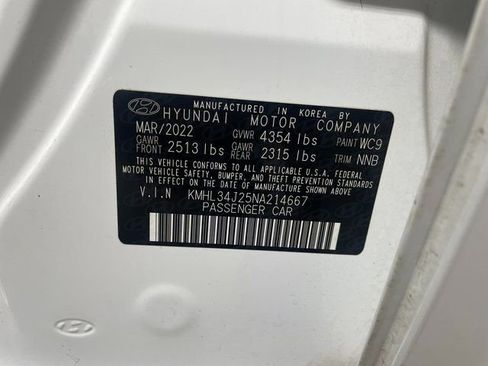 MANUFACTURED IN KOREA BY
HYUNDAI MOTOR COMPANY
MAR/2022 GVWR 4354 lbs PAINT WC9
GAWR FRONT 2513 lbs GAWR REAR 2315 lbs TRIM NNB
THIS VEHICLE CONFORMS TO ALL APPLICABLE U.S.A. FEDERAL
MOTOR VEHICLE SAFETY, BUMPER, AND THEFT PREVENTION STANDARDS
IN EFFECT ON THE DATE OF MANUFACTURE SHOWN ABOVE.
V.I.N KMHL34J25NA214667
PASSENGER CAR